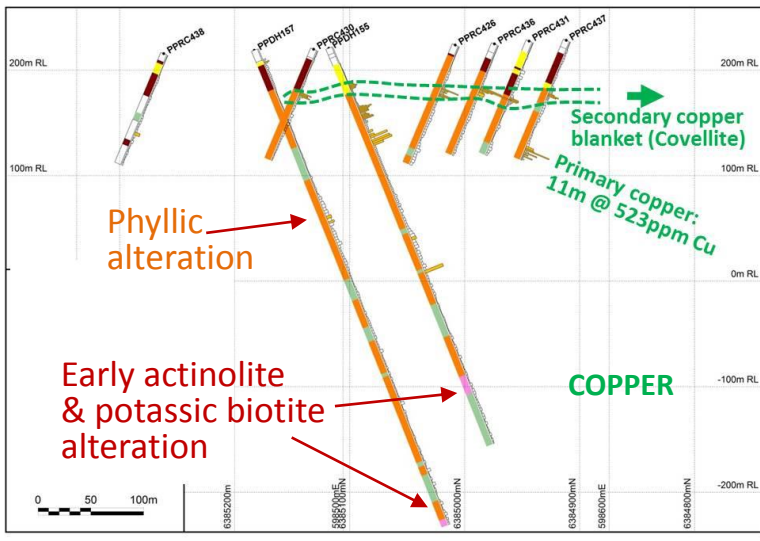 PPRC438
PPDH157
PPRC430
PPDH155
PPRC426
PPRC436
PPRC431
PPRC437
200m RL
200m RL
Secondary copper
blanket (Covellite)
100m RL
100m RL
Primary copper:
11m @ 523ppm Cu
Phyllic
alteration
0m RL
0m RL
Early actinolite
& potassic biotite
alteration
COPPER
-100m RL
-200m RL
0 50 100m
6385200m
598500mE
6385100mN
6385000mN
6384900mN
598600mE
6384800mN